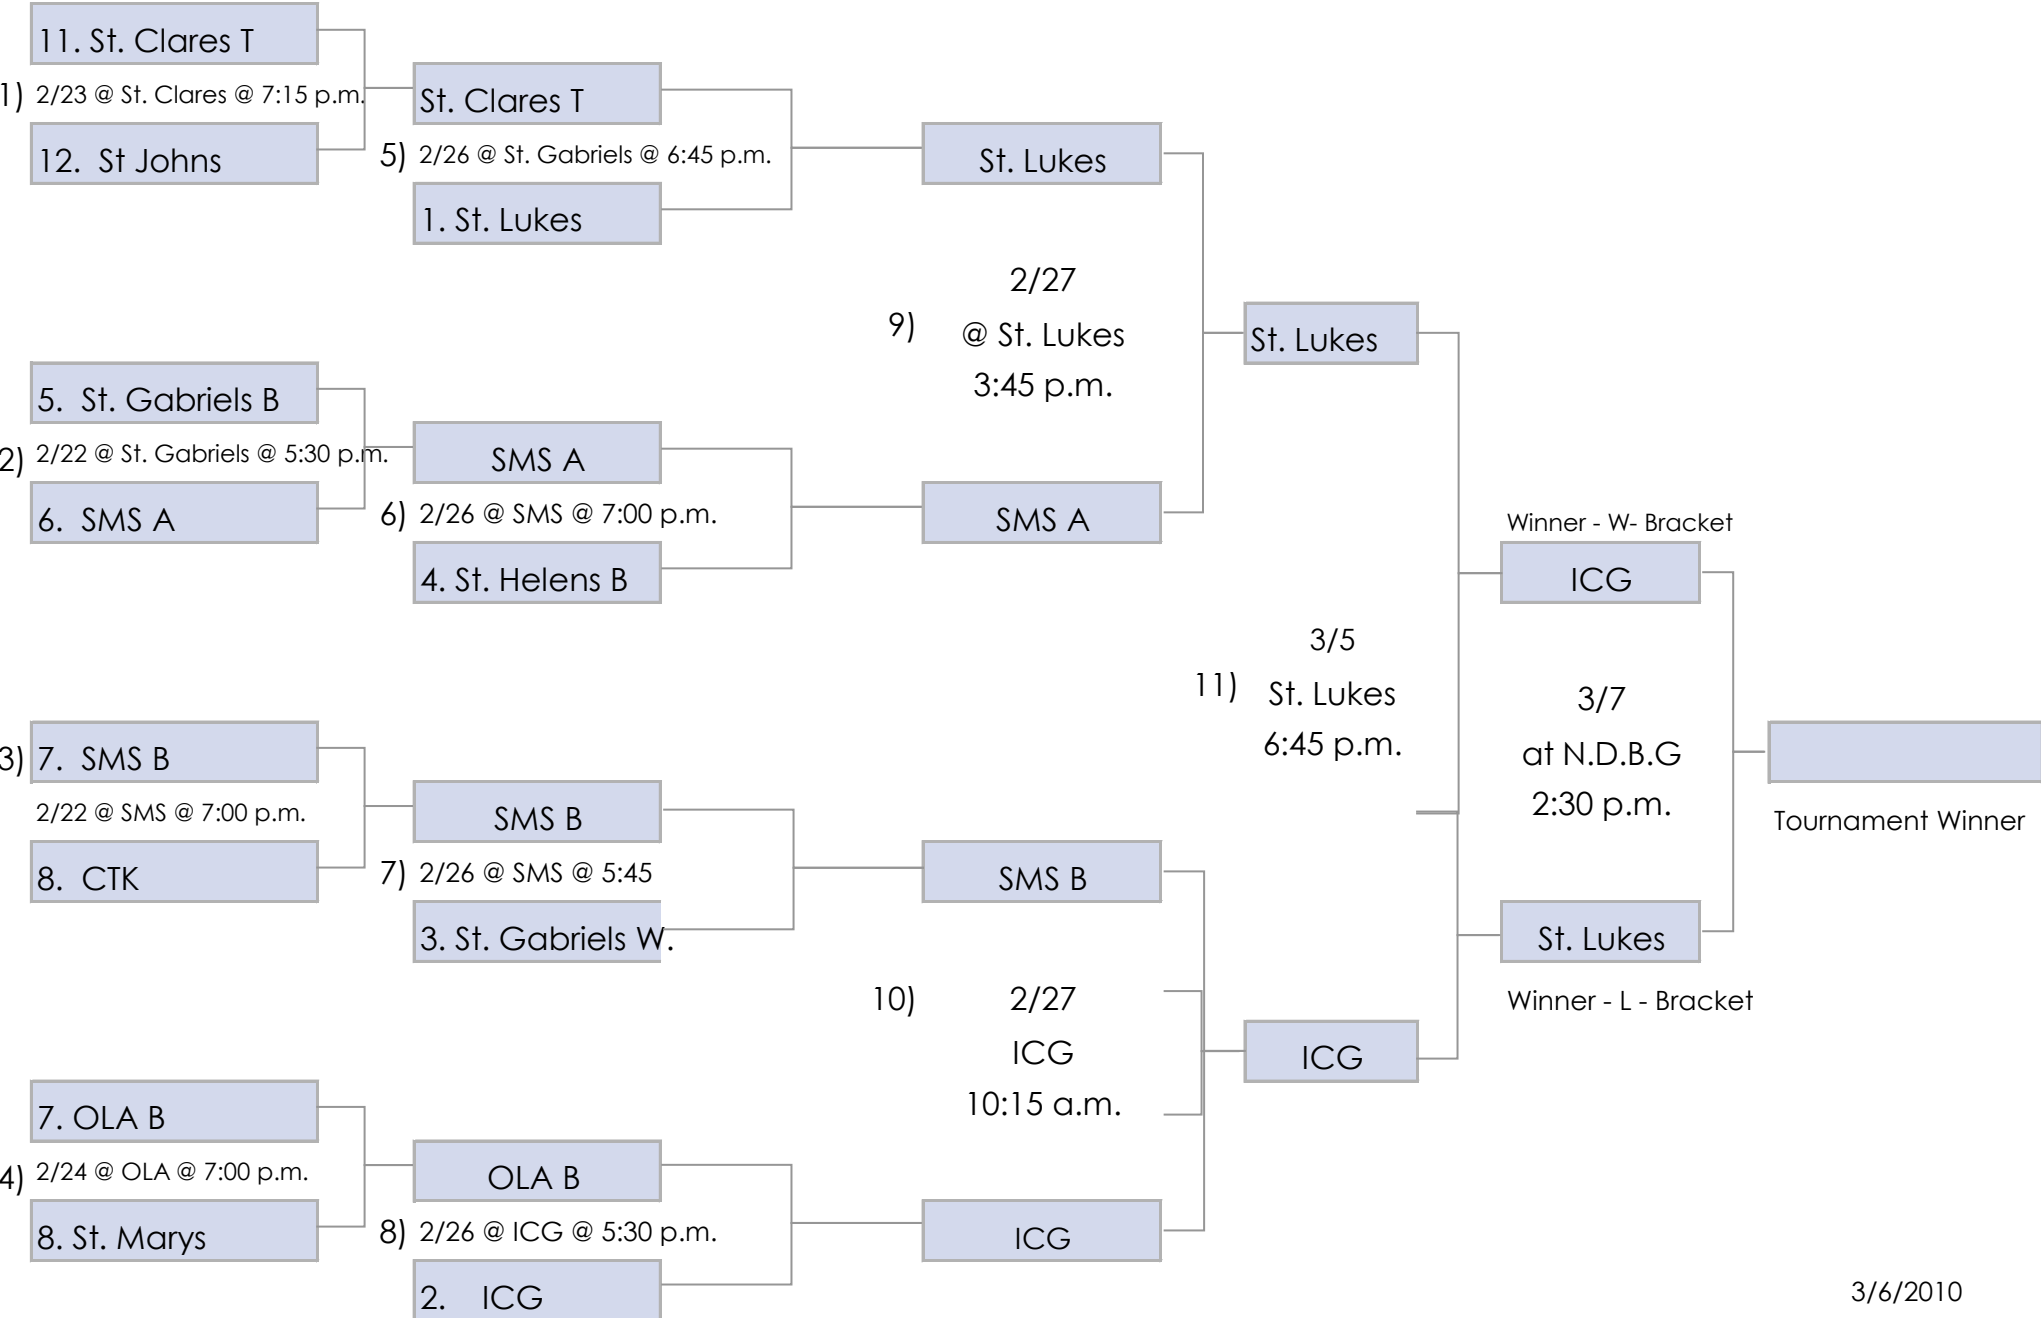 11. St. Clares T
1) 2/23 @ St. Clares @ 7:15 p.m.
12. St Johns
St. Clares T
5) 2/26 @ St. Gabriels @ 6:45 p.m.
1. St. Lukes
St. Lukes
5. St. Gabriels B
2) 2/22 @ St. Gabriels @ 5:30 p.m.
6. SMS A
SMS A
6) 2/26 @ SMS @ 7:00 p.m.
4. St. Helens B
SMS A
9)
2/27
@ St. Lukes
3:45 p.m.
St. Lukes
3) 7. SMS B
2/22 @ SMS @ 7:00 p.m.
8. CTK
SMS B
7) 2/26 @ SMS @ 5:45
3. St. Gabriels W.
SMS B
7. OLA B
4) 2/24 @ OLA @ 7:00 p.m.
8. St. Marys
OLA B
8) 2/26 @ ICG @ 5:30 p.m.
2. ICG
ICG
10)
2/27
ICG
10:15 a.m.
ICG
11)
3/5
St. Lukes
6:45 p.m.
Winner - W- Bracket
ICG
3/7
at N.D.B.G
2:30 p.m.
St. Lukes
Winner - L - Bracket
Tournament Winner
3/6/2010